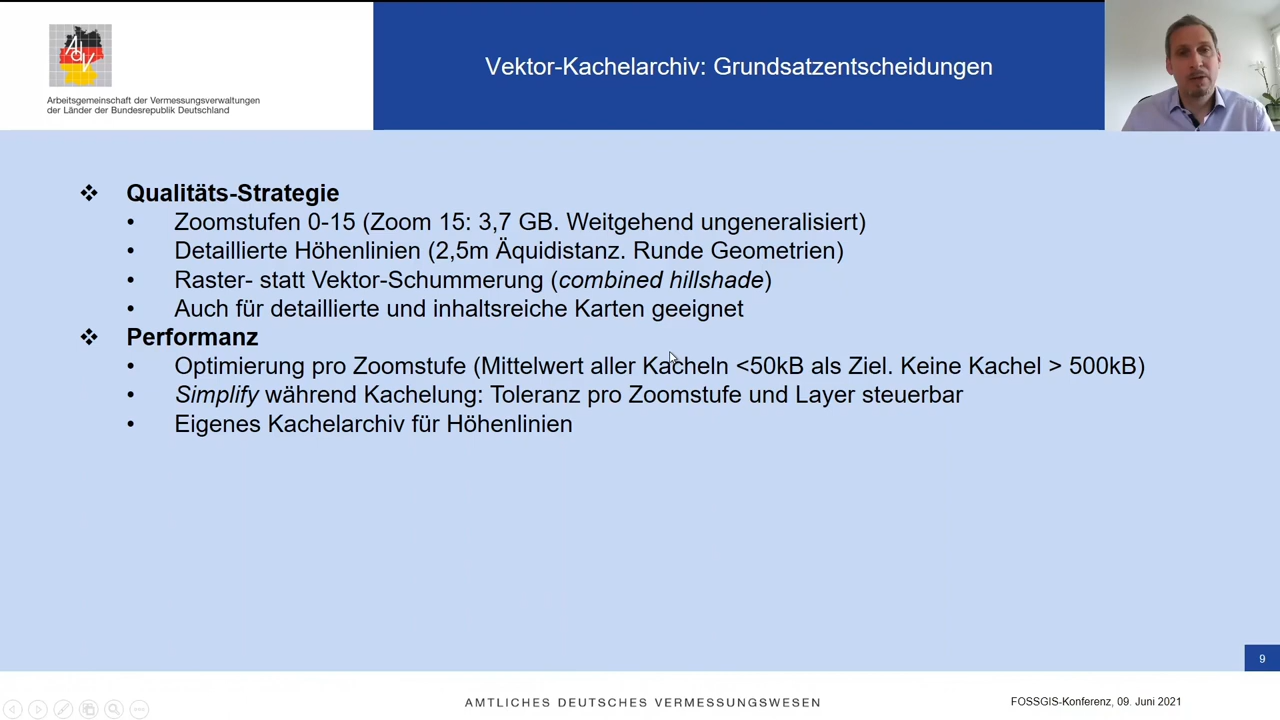 AdV
Arbeitsgemeinschaft der Vermessungsverwaltungen
der Länder der Bundesrepublik Deutschland
Vektor-Kachelarchiv: Grundsatzentscheidungen
❖ Qualitäts-Strategie
• Zoomstufen 0-15 (Zoom 15: 3,7 GB. Weitgehend ungeneralisiert)
• Detaillierte Höhenlinien (2,5m Äquidistanz. Runde Geometrien)
• Raster- statt Vektor-Schummerung (combined hillshade)
• Auch für detaillierte und inhaltsreiche Karten geeignet
❖ Performanz
• Optimierung pro Zoomstufe (Mittelwert aller Kacheln <50kB als Ziel. Keine Kachel > 500kB)
• Simplify während Kachelung: Toleranz pro Zoomstufe und Layer steuerbar
• Eigenes Kachelarchiv für Höhenlinien
9
AMTLICHES DEUTSCHES VERMESSUNGSWESEN
FOSSGIS-Konferenz, 09. Juni 2021